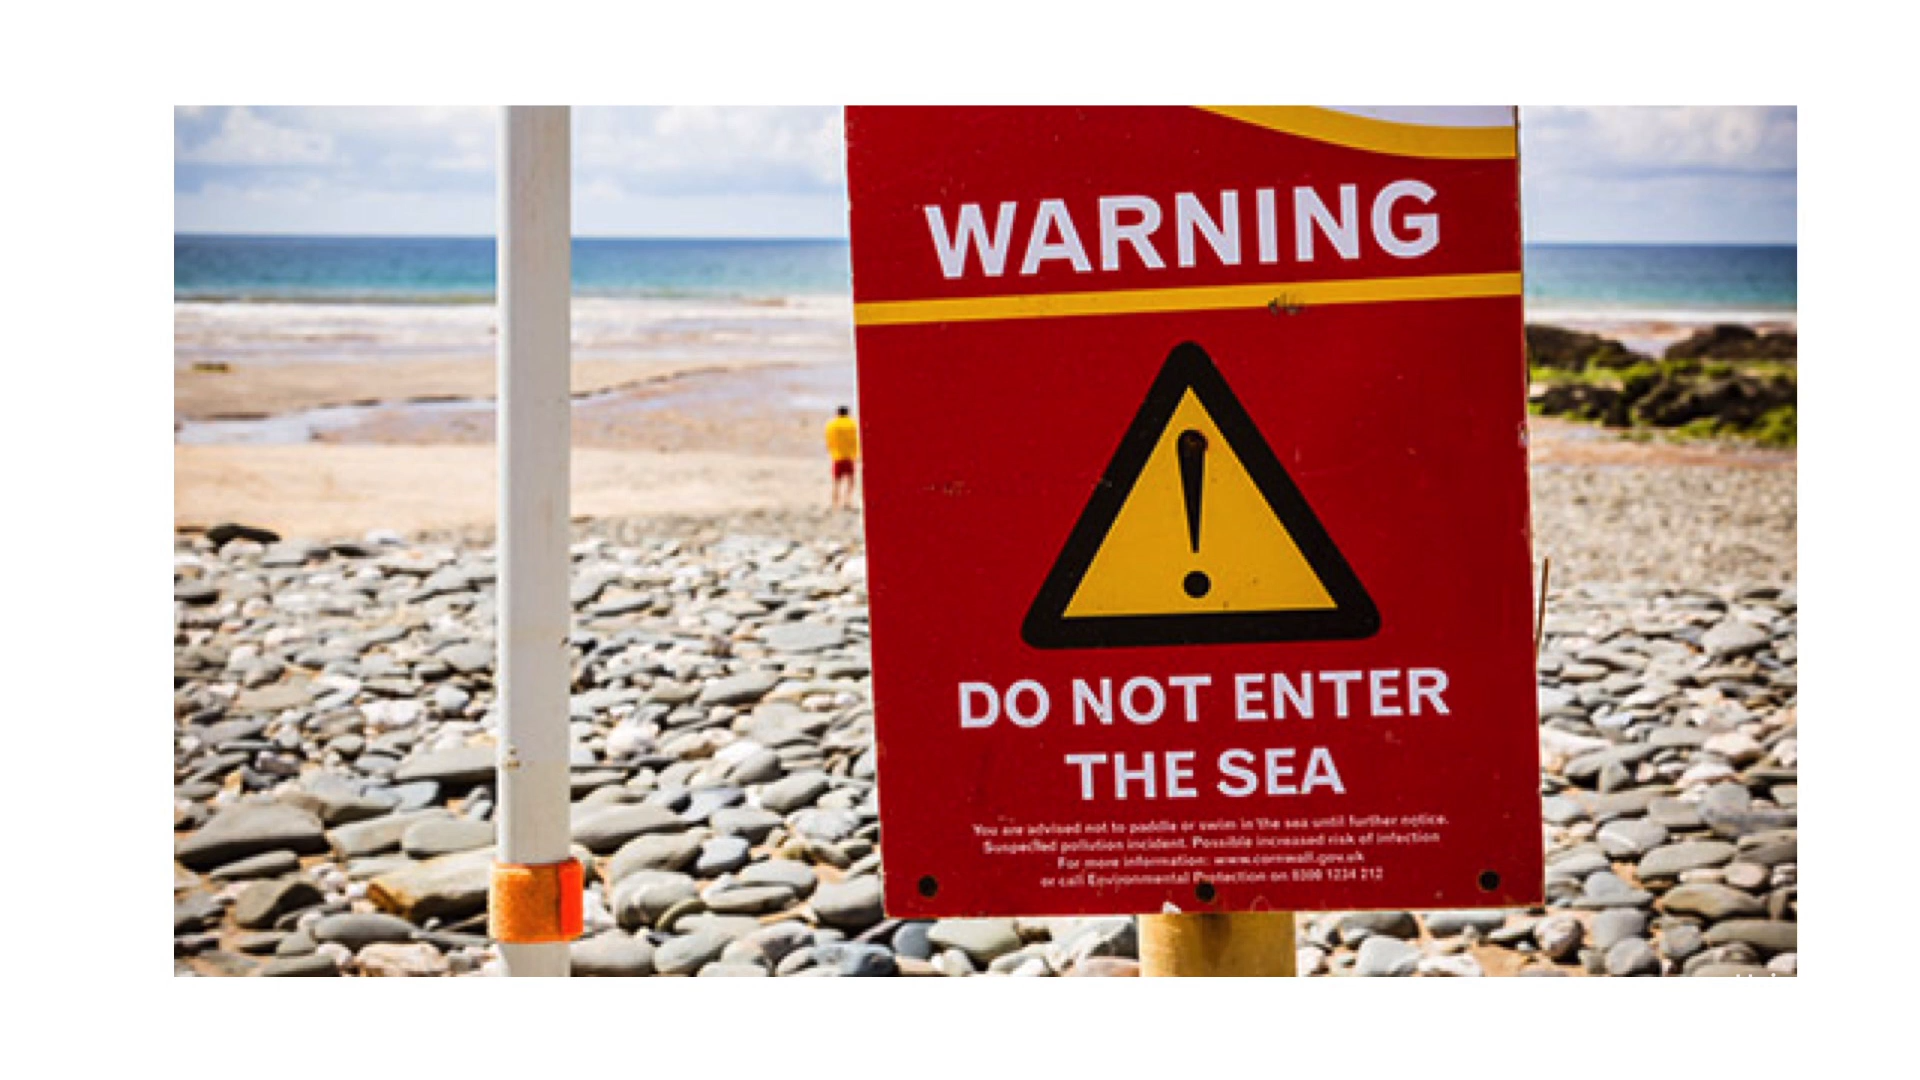 WARNING
DO NOT ENTER
THE SEA
You are advised not to paddle or swim in the sea until further notice.
Suspected pollution incident. Possible increased risk of infection
For more information: www.cornwall.gov.uk
or call Environmental Protection on 0300 1234 212